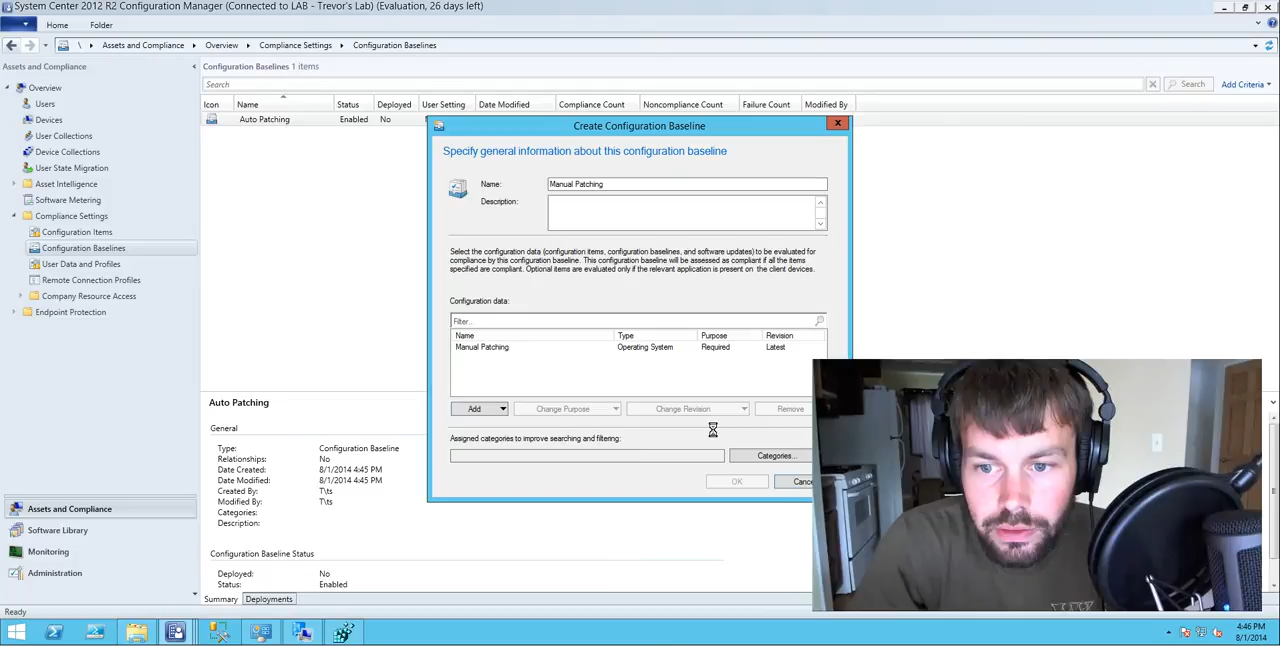 System Center 2012 R2 Configuration Manager (Connected to LAB - Trevor's Lab) (Evaluation, 26 days left)
Home Folder
\ Assets and Compliance Overview Compliance Settings Configuration Baselines
Assets and Compliance
Overview
Users
Devices
User Collections
Device Collections
User State Migration
Asset Intelligence
Software Metering
Compliance Settings
Configuration Items
Configuration Baselines
User Data and Profiles
Remote Connection Profiles
Company Resource Access
Endpoint Protection
Assets and Compliance
Software Library
Monitoring
Administration
Configuration Baselines 1 items
Search Search Add Criteria
Icon Name Status Deployed User Setting Date Modified Compliance Count Noncompliance Count Failure Count Modified By
Auto Patching Enabled No
Create Configuration Baseline
Specify general information about this configuration baseline
Name: Manual Patching
Description:
Select the configuration data (configuration items, configuration baselines, and software updates) to be evaluated for
compliance by this configuration baseline. This configuration baseline will be assessed as compliant if all the items
specified are compliant. Optional items are evaluated only if the relevant application is present on the client devices.
Configuration data:
Filter..
Name Type Purpose Revision
Manual Patching Operating System Required Latest
Add Change Purpose Change Revision Remove
Assigned categories to improve searching and filtering:
Categories...
OK Cance
Auto Patching
General
Type: Configuration Baseline
Relationships: No
Date Created: 8/1/2014 4:45 PM
Date Modified: 8/1/2014 4:45 PM
Created By: T\ts
Modified By: T\ts
Categories:
Description:
Configuration Baseline Status
Deployed: No
Status: Enabled
Summary Deployments
Ready
4:46 PM
8/1/2014